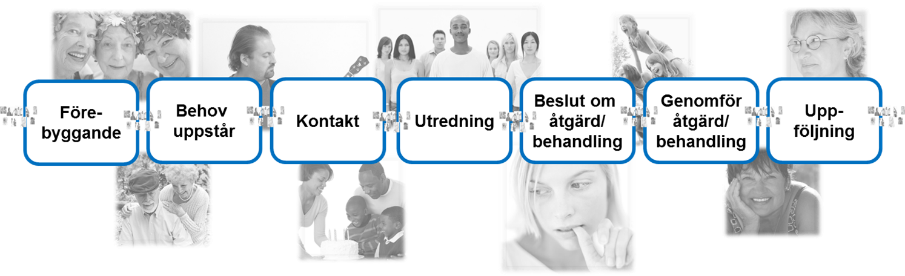 Före-
byggande
Behov
uppstår
Kontakt
Utredning
Beslut om
åtgärd/
behandling
Genomför
åtgärd/
behandling
Upp-
följning